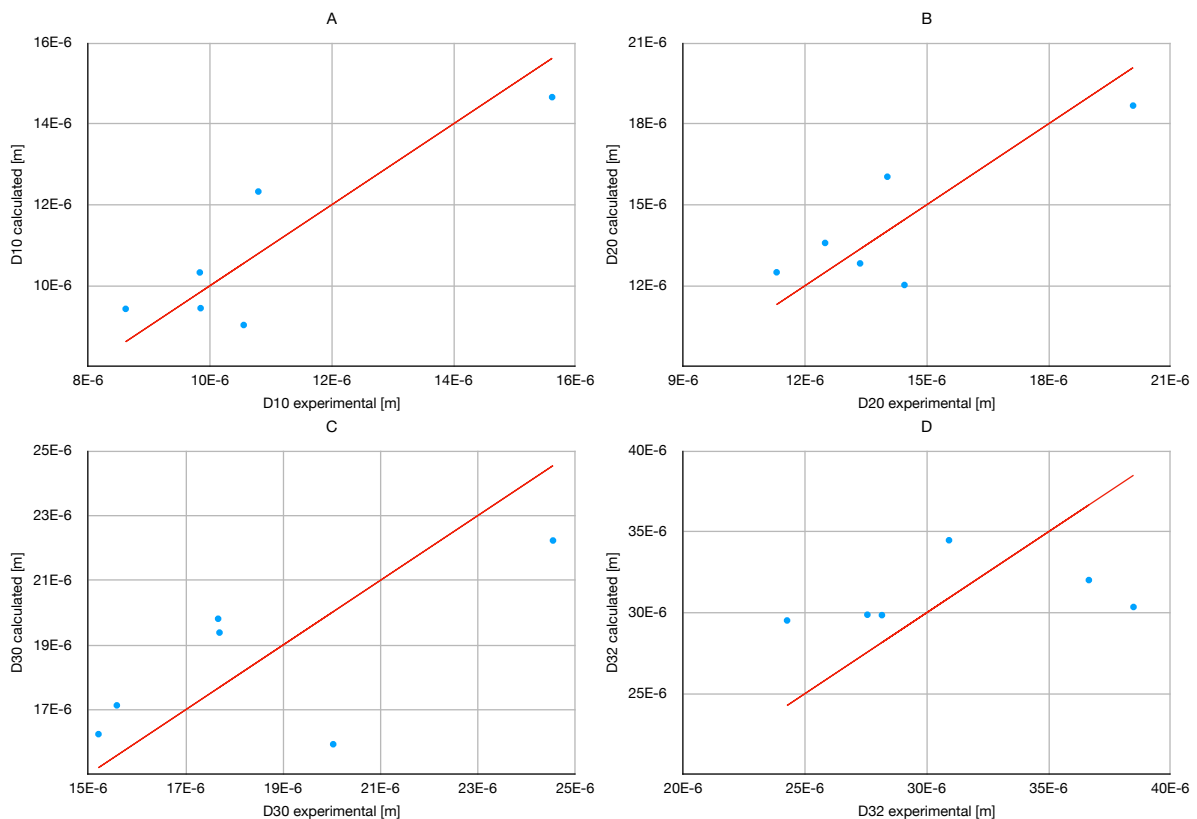 A
16E-6
14E-6
12E-6
10E-6
D10 calculated [m]
8E-6 10E-6 12E-6 14E-6 16E-6
D10 experimental [m]
B
21E-6
18E-6
15E-6
12E-6
D20 calculated [m]
9E-6 12E-6 15E-6 18E-6 21E-6
D20 experimental [m]
C
25E-6
23E-6
21E-6
19E-6
17E-6
D30 calculated [m]
15E-6 17E-6 19E-6 21E-6 23E-6 25E-6
D30 experimental [m]
D
40E-6
35E-6
30E-6
25E-6
D32 calculated [m]
20E-6 25E-6 30E-6 35E-6 40E-6
D32 experimental [m]